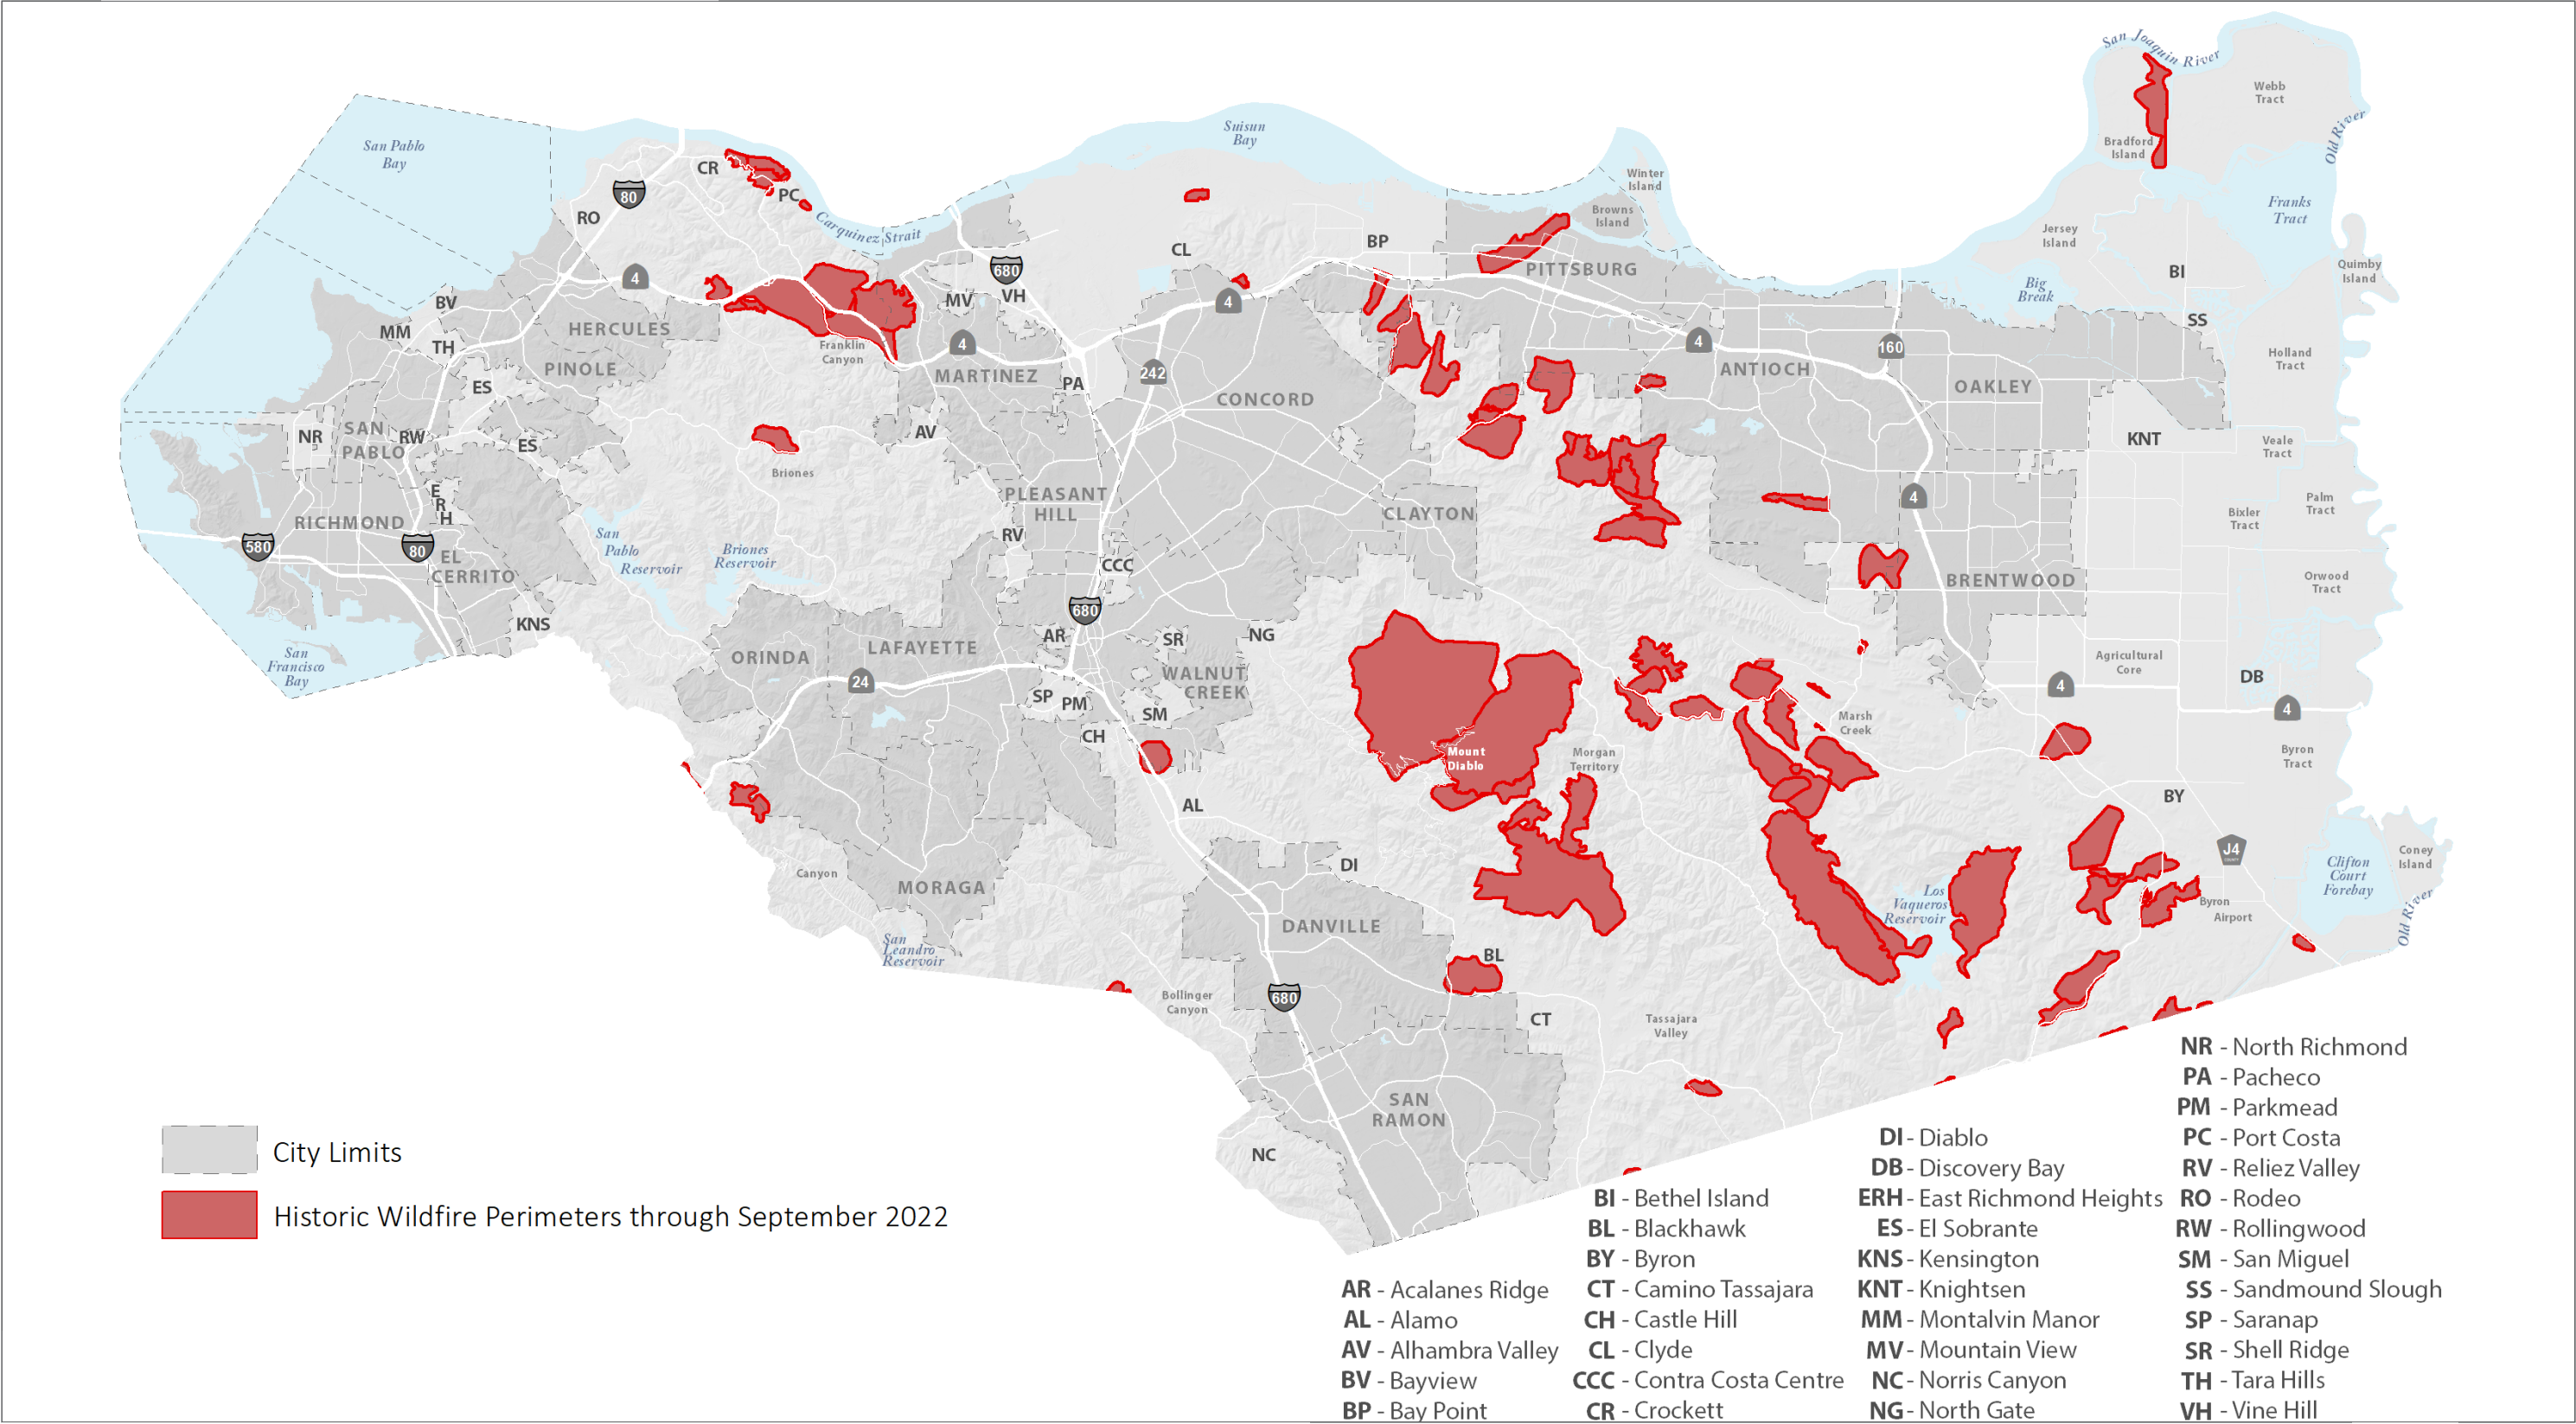 San Joaquin River
Webb
Tract
Old River
Bradford
Island
Suisun
Bay
San Pablo
Bay
CR
PC
80
RO
Carquinez Strait
Winter
Island
Browns
Island
Franks
Tract
Jersey
Island
BI
Quimby
Island
Big
Break
SS
CL
BP
PITTSBURG
680
4
MV
VH
4
BV
MM
TH
HERCULES
PINOLE
ES
Franklin
Canyon
4
MARTINEZ
PA
242
CONCORD
4
ANTIOCH
160
OAKLEY
Holland
Tract
NR
SAN
PABLO
RW
ES
AV
Briones
KNT
Veale
Tract
E
R
H
RICHMOND
580
80
EL
CERRITO
KNS
San
Pablo
Reservoir
Briones
Reservoir
PLEASANT
HILL
RV
CCC
CLAYTON
4
Palm
Tract
Bixler
Tract
Orwood
Tract
BRENTWOOD
San
Francisco
Bay
680
ORINDA
LAFAYETTE
24
AR
SR
NG
WALNUT
CREEK
SP
PM
SM
CH
Agricultural
Core
DB
4
4
Marsh
Creek
Mount
Diablo
Morgan
Territory
Byron
Tract
AL
BY
J4
Clifton
Court
Forebay
Coney
Island
Old River
Canyon
MORAGA
DI
DANVILLE
Los
Vaqueros
Reservoir
Byron
Airport
San
Leandro
Reservoir
BL
Bollinger
Canyon
680
CT
Tassajara
Valley
SAN
RAMON
NC
City Limits
Historic Wildfire Perimeters through September 2022
AR - Acalanes Ridge
AL - Alamo
AV - Alhambra Valley
BV - Bayview
BP - Bay Point
BI - Bethel Island
BL - Blackhawk
BY - Byron
CT - Camino Tassajara
CH - Castle Hill
CL - Clyde
CCC - Contra Costa Centre
CR - Crockett
DI - Diablo
DB - Discovery Bay
ERH - East Richmond Heights
ES - El Sobrante
KNS - Kensington
KNT - Knightsen
MM - Montalvin Manor
MV - Mountain View
NC - Norris Canyon
NG - North Gate
NR - North Richmond
PA - Pacheco
PM - Parkmead
PC - Port Costa
RV - Reliez Valley
RO - Rodeo
RW - Rollingwood
SM - San Miguel
SS - Sandmound Slough
SP - Saranap
SR - Shell Ridge
TH - Tara Hills
VH - Vine Hill